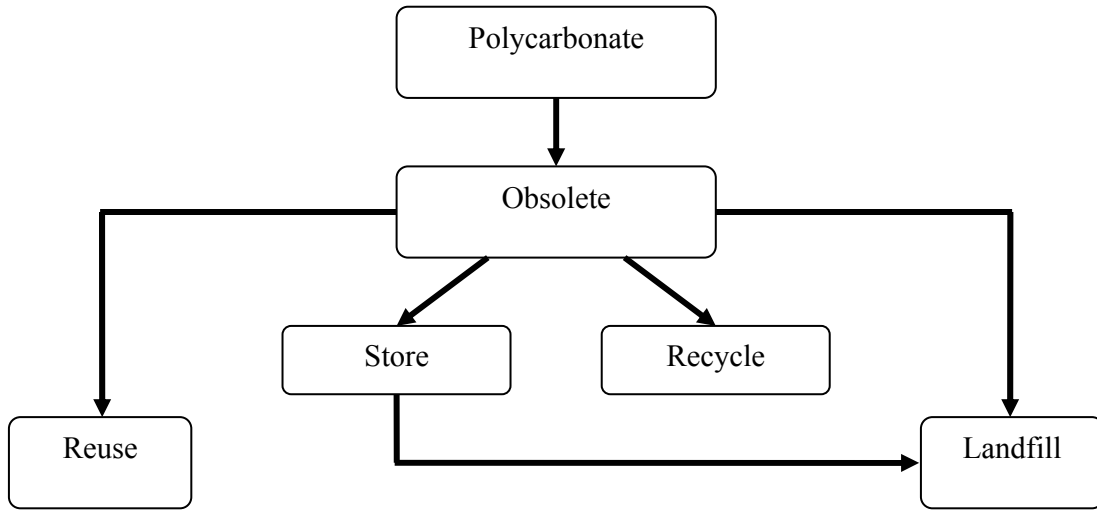 Polycarbonate
Obsolete
Store
Recycle
Reuse
Landfill